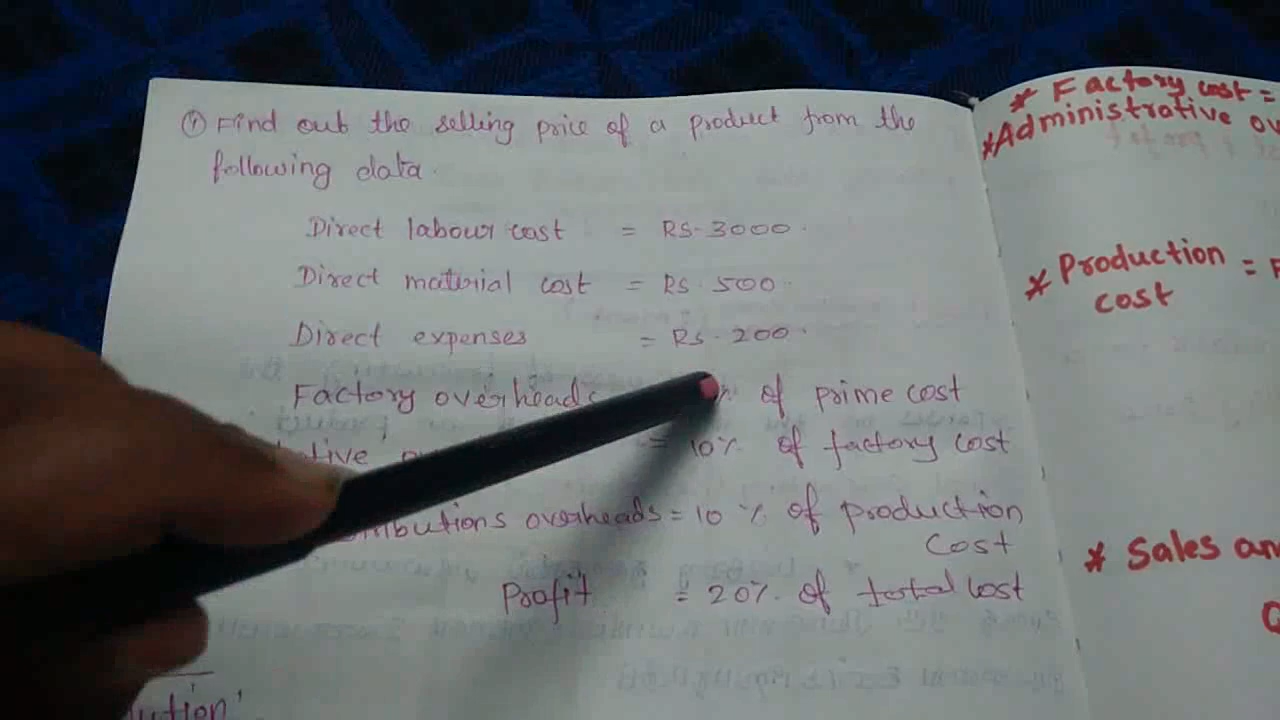 ① Find out the selling price of a product from the
following data.
Direct labour cost = RS. 3000.
Direct material cost = RS. 500.
Direct expenses = RS. 200.
Factory overheads of prime cost
= 10% of factory cost
overheads = 10% of production
cost
Profit = 20% of total cost
* Factory cost =
*Administrative
* Production =
cost
* Sales